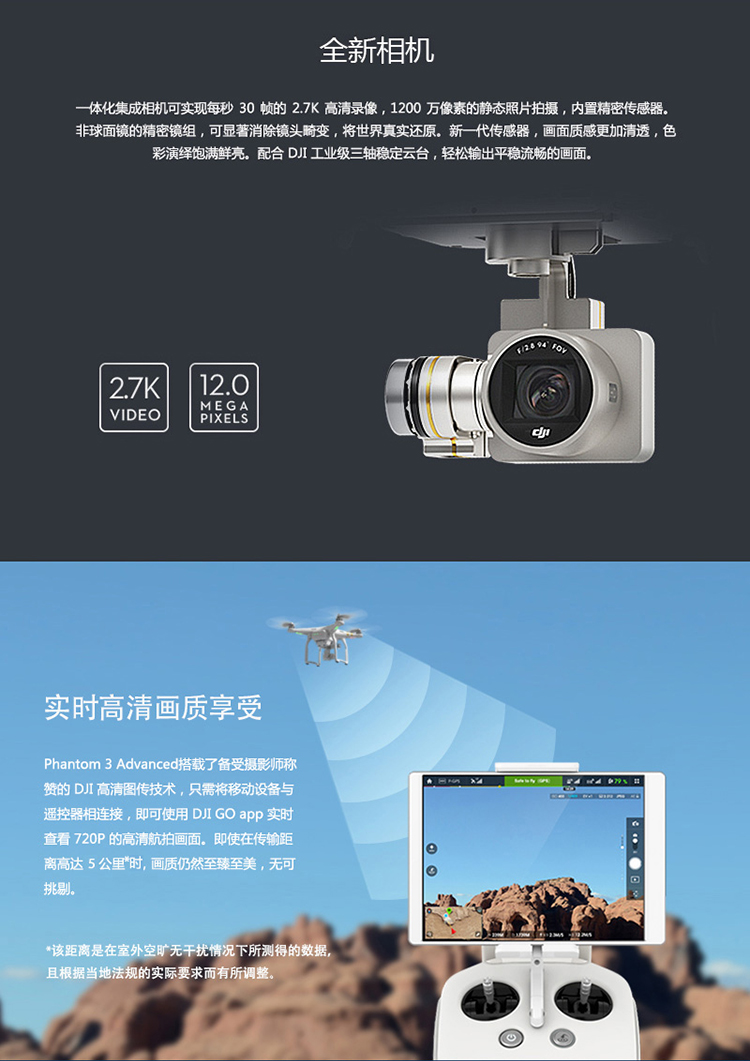 全新相机
一体化集成相机可实现每秒 30 帧的 2.7K 高清录像，1200 万像素的静态照片拍摄，内置精密传感器。
非球面镜的精密镜组，可显著消除镜头畸变，将世界真实还原。新一代传感器，画面质感更加清透，色
彩演绎饱满鲜亮。配合 DJI 工业级三轴稳定云台，轻松输出平稳流畅的画面。
F/2.8 94° FOV
2.7K
VIDEO
12.0
MEGA
PIXELS
dji
实时高清画质享受
Phantom 3 Advanced搭载了备受摄影师称
赞的 DJI 高清图传技术，只需将移动设备与
遥控器相连接，即可使用 DJI GO app 实时
查看 720P 的高清航拍画面。即使在传输距
离高达 5 公里*时, 画质仍然至臻至美，无可
挑剔。
Safe to Fly (GPS)
79 %
*该距离是在室外空旷无干扰情况下所测得的数据,
且根据当地法规的实际要求而有所调整。